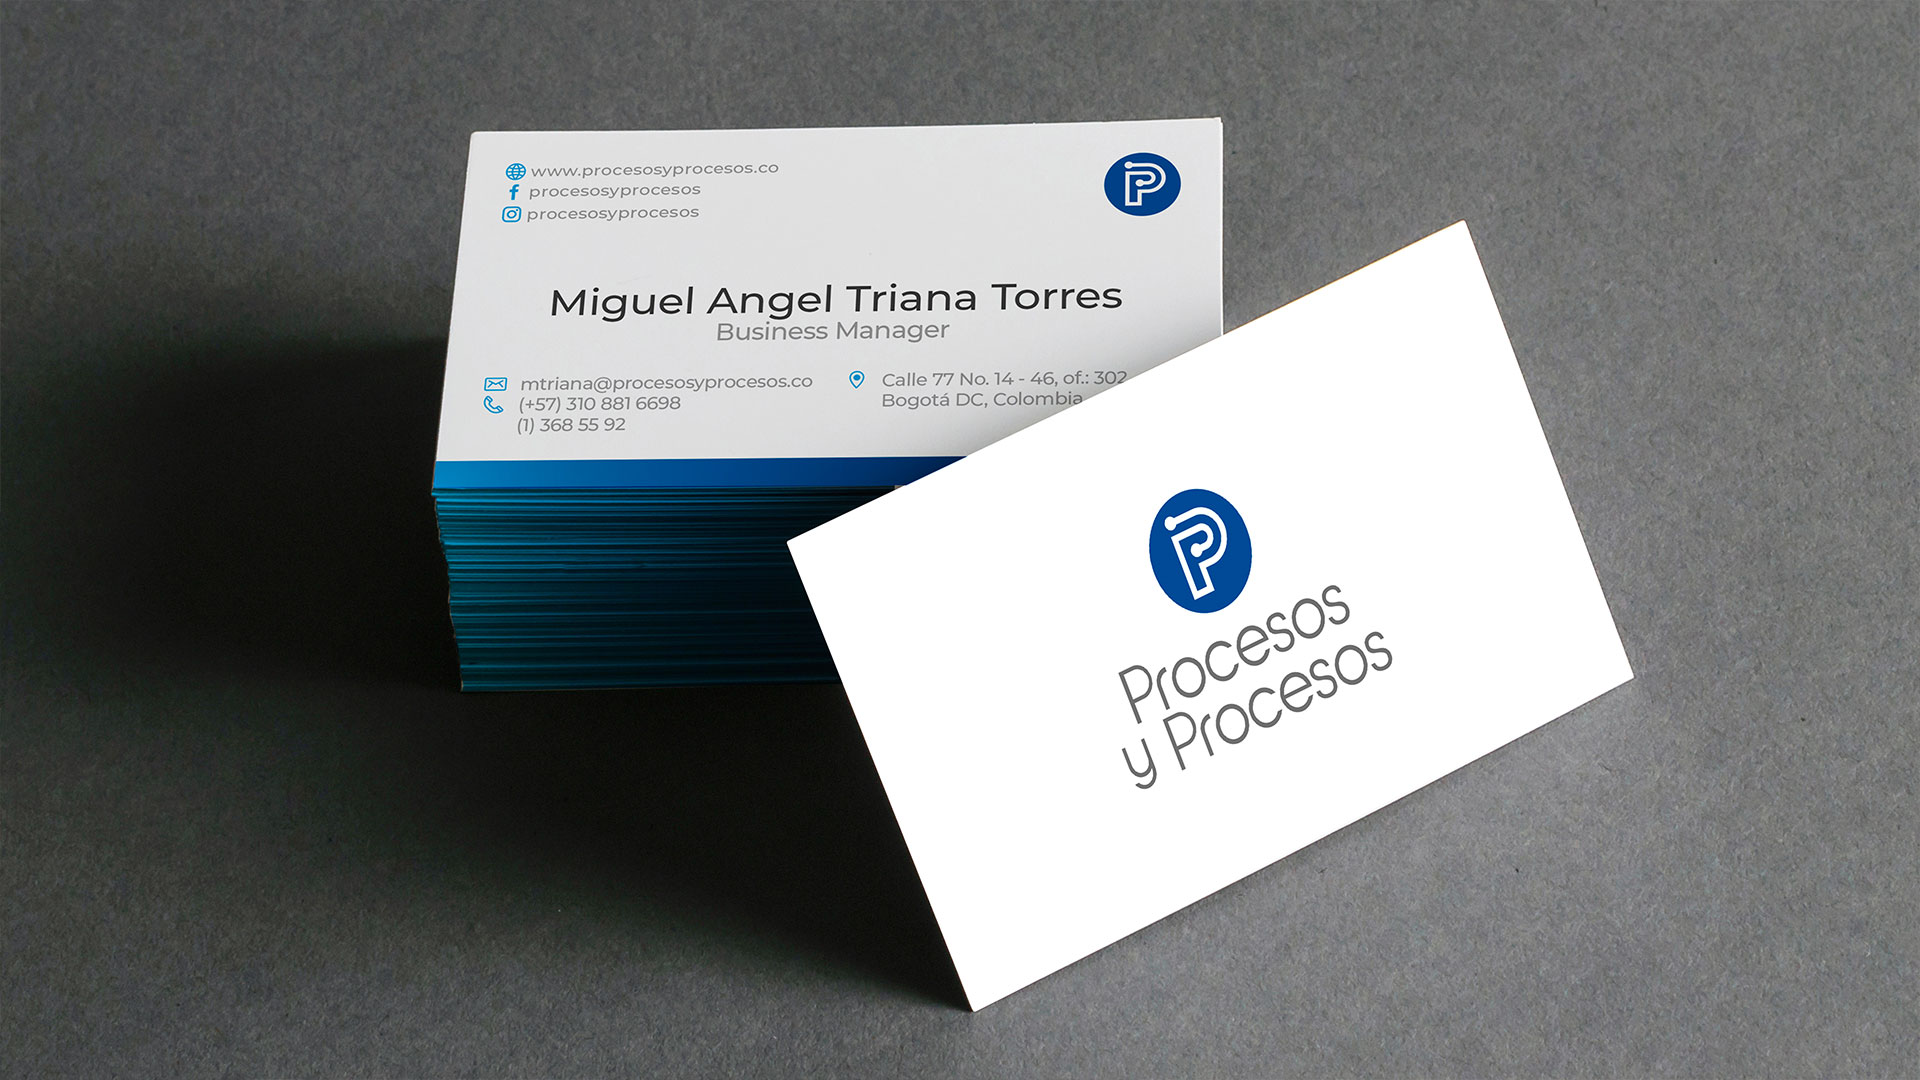 www.procesosyprocesos.co
procesosyprocesos
procesosyprocesos
P
Miguel Angel Triana Torres
Business Manager
mtriana@procesosyprocesos.co
(+57) 310 881 6698
(1) 368 55 92
Calle 77 No. 14 - 46, of.: 302
Bogotá DC, Colombia
P
Procesos
y Procesos